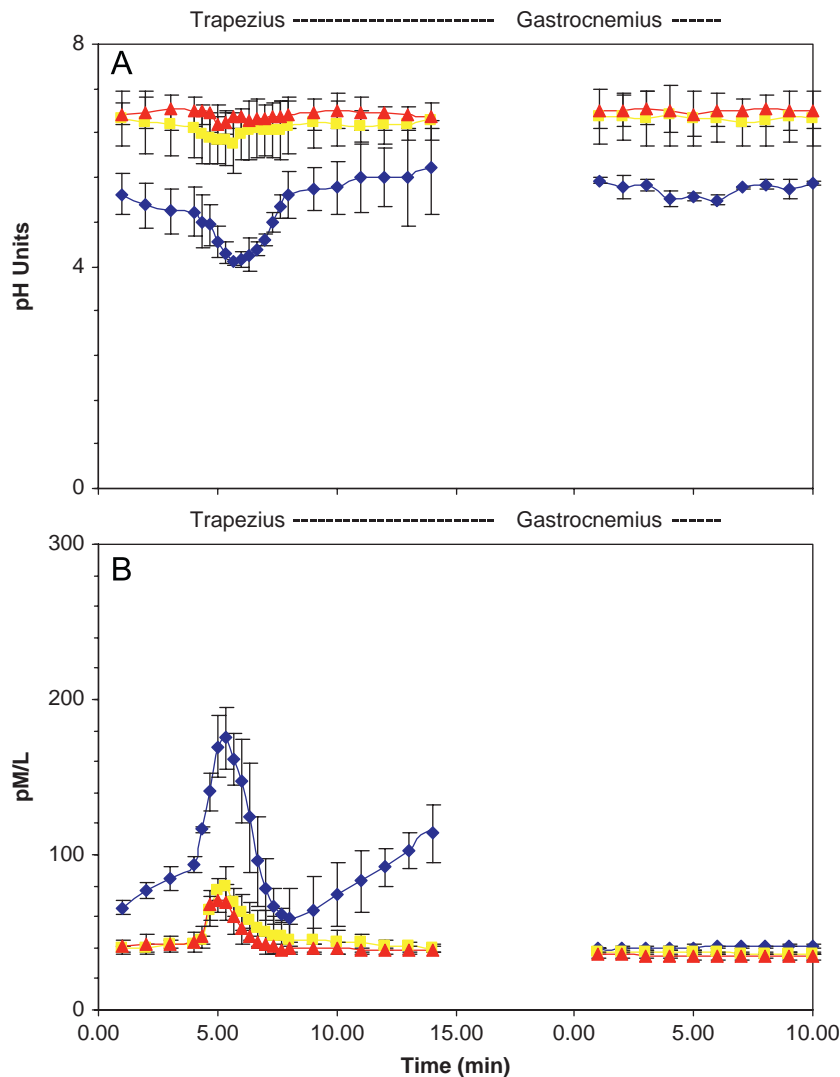 Trapezius ------------------- Gastrocnemius -----
8
A
4
0
pH Units
Trapezius ------------------- Gastrocnemius -----
300
B
200
100
0
pM/L
0.00 5.00 10.00 15.00 0.00 5.00 10.00
Time (min)